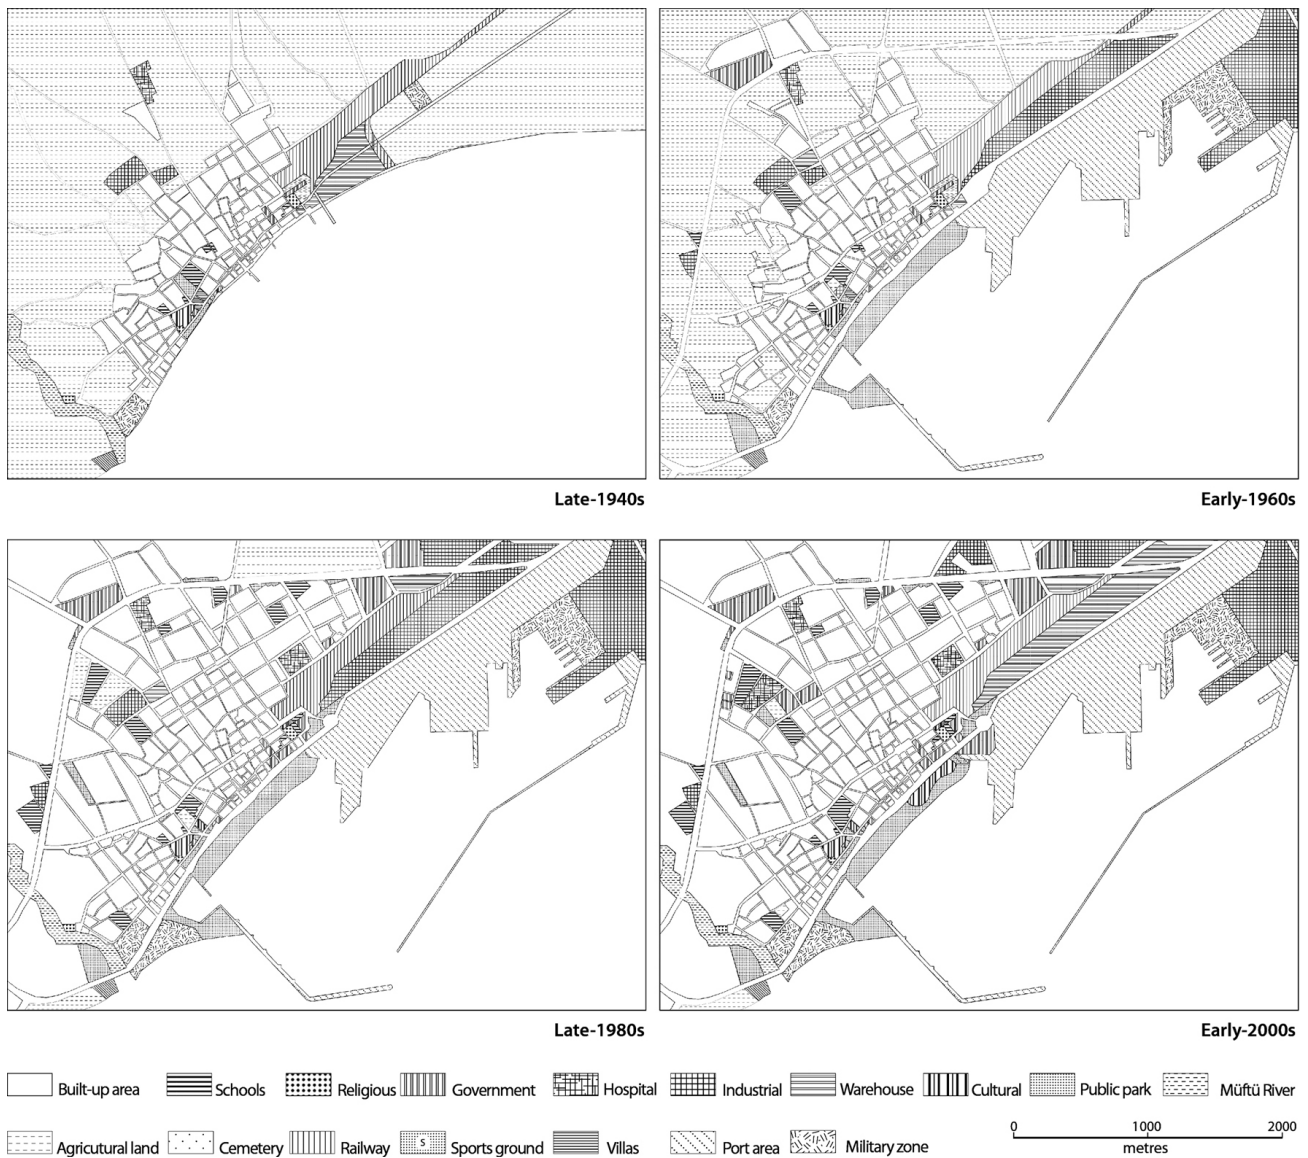 Late-1940s
Early-1960s
Late-1980s
Early-2000s
Built-up area
Schools
Religious
Government
Hospital
Industrial
Warehouse
Cultural
Public park
Müftü River
Agricutural land
Cemetery
Railway
S
Sports ground
Villas
Port area
Military zone
0 1000 2000
metres